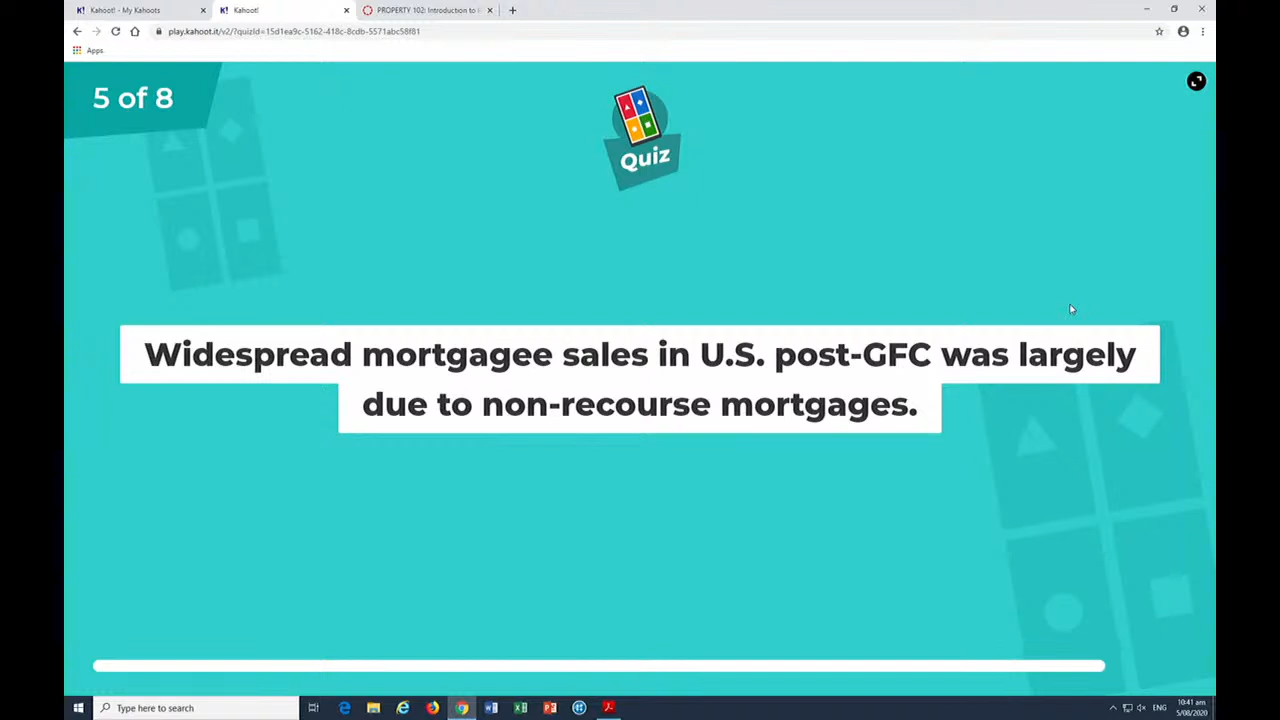 Kahoot! - My Kahoots
Kahoot!
PROPERTY 102: Introduction to
play.kahoot.it/v2/?quizId=15d1ea9c-5162-418c-8cdb-5571abc58f81
Apps
5 of 8
Quiz
Widespread mortgagee sales in U.S. post-GFC was largely
due to non-recourse mortgages.
Type here to search
ENG
10:41 am
5/08/2020